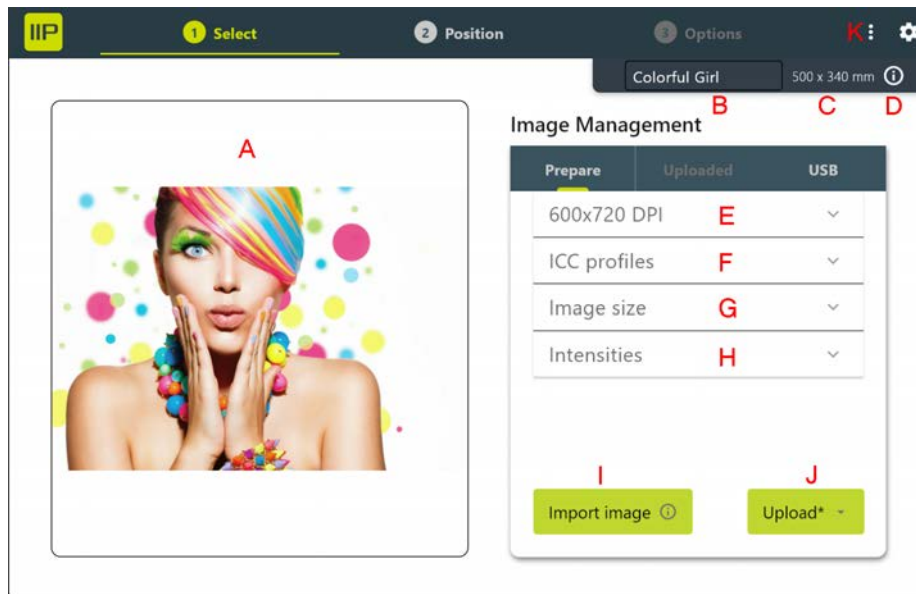 IIP
1 Select
2 Position
3 Options
K
Colorful Girl
500 x 340 mm
B
C
D
A
Image Management
Prepare
Uploaded
USB
600x720 DPI
E
ICC profiles
F
Image size
G
Intensities
H
I
J
Import image
Upload*